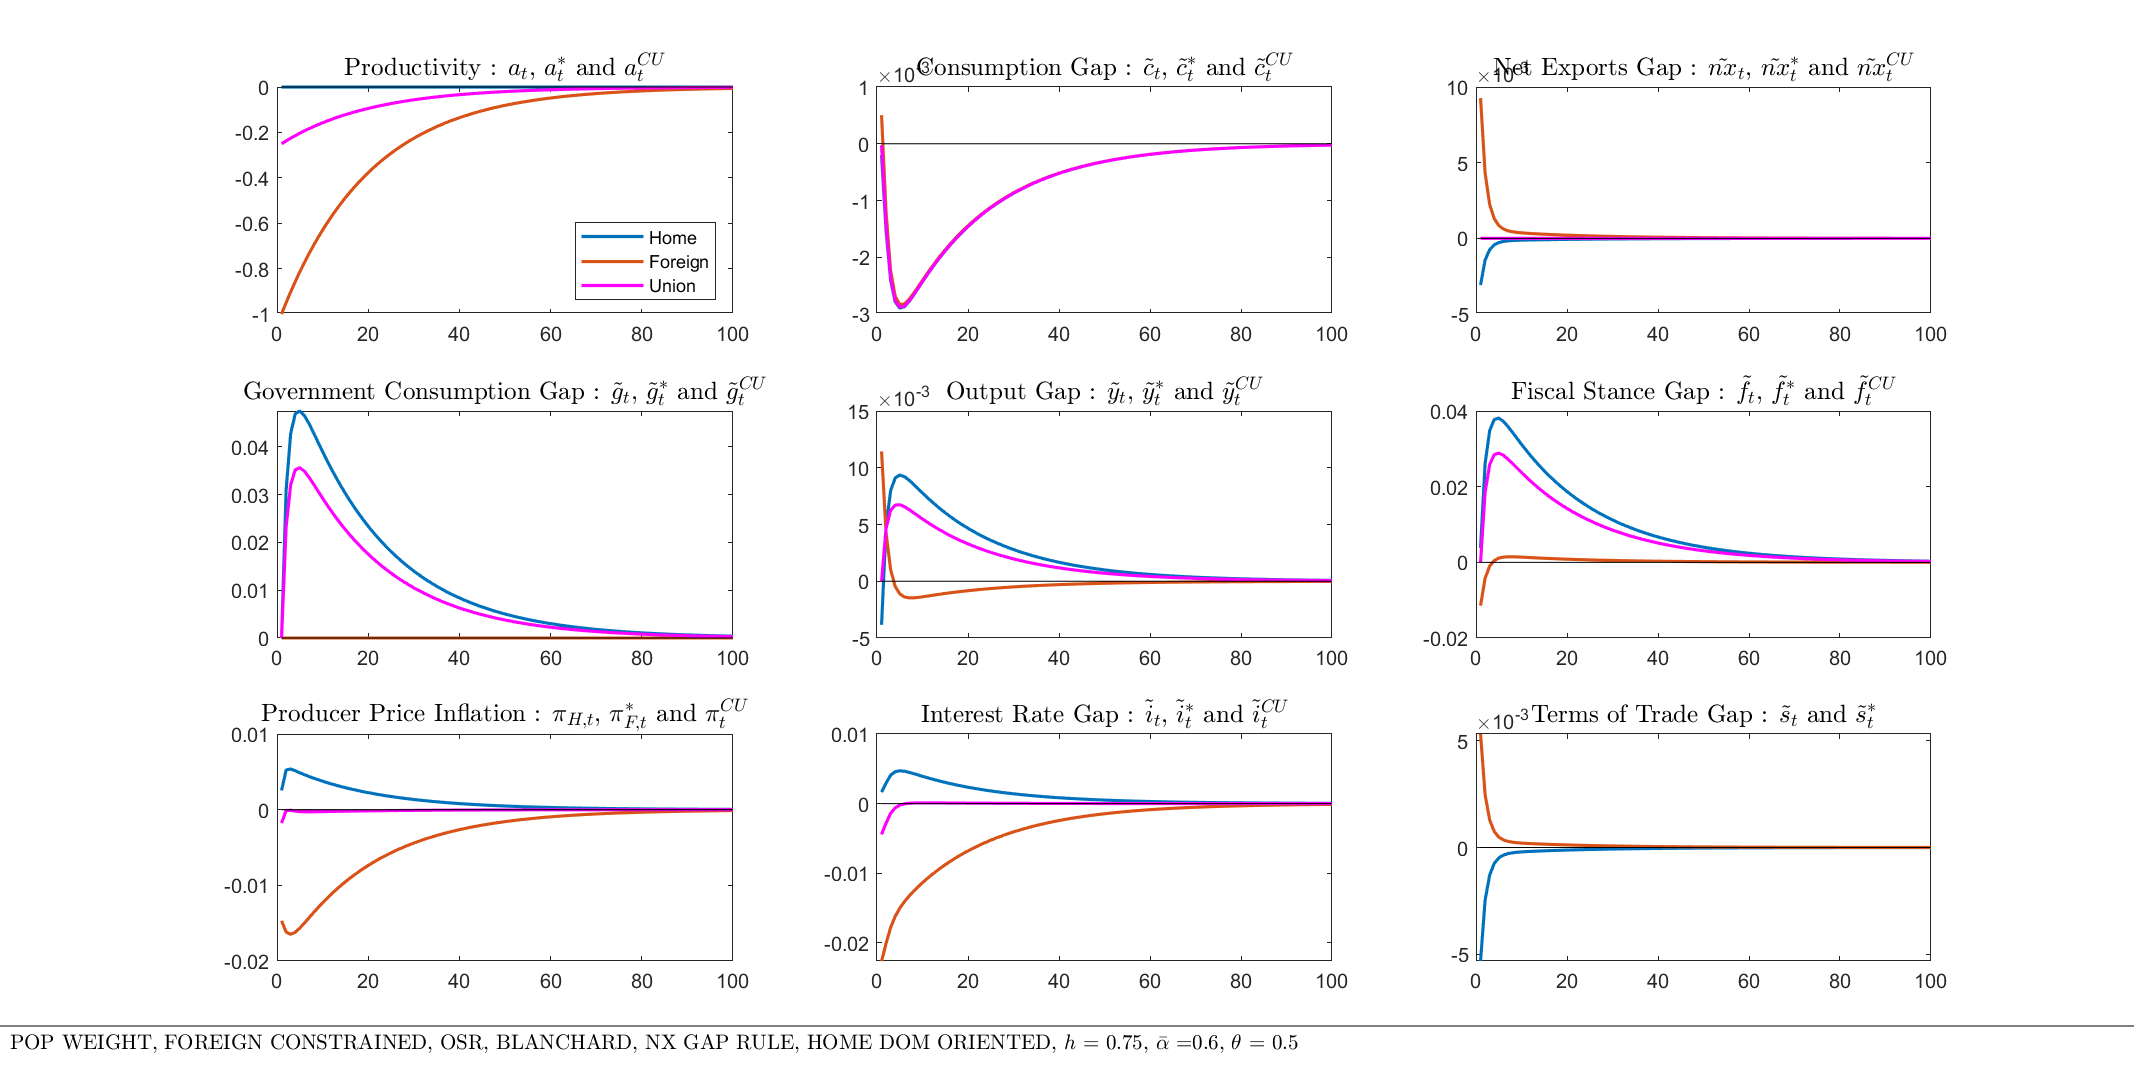 Productivity : a_t, a_t^* and a_t^{CU}
0
-0.2
-0.4
-0.6
-0.8
-1
0 20 40 60 80 100
Home
Foreign
Union
Consumption Gap : c̃_t, c̃_t^* and c̃_t^{CU}
×10^{-3}
1
0
-1
-2
-3
0 20 40 60 80 100
Net Exports Gap : ñx_t, ñx_t^* and ñx_t^{CU}
×10^{-3}
10
5
0
-5
0 20 40 60 80 100
Government Consumption Gap : g̃_t, g̃_t^* and g̃_t^{CU}
0.04
0.03
0.02
0.01
0
0 20 40 60 80 100
Output Gap : ỹ_t, ỹ_t^* and ỹ_t^{CU}
×10^{-3}
15
10
5
0
-5
0 20 40 60 80 100
Fiscal Stance Gap : f̃_t, f̃_t^* and f̃_t^{CU}
0.04
0.02
0
-0.02
0 20 40 60 80 100
Producer Price Inflation : π_{H,t}, π_{F,t}^* and π_t^{CU}
0.01
0
-0.01
-0.02
0 20 40 60 80 100
Interest Rate Gap : ĩ_t, ĩ_t^* and ĩ_t^{CU}
0.01
0
-0.01
-0.02
0 20 40 60 80 100
Terms of Trade Gap : s̃_t and s̃_t^*
×10^{-3}
5
0
-5
0 20 40 60 80 100
POP WEIGHT, FOREIGN CONSTRAINED, OSR, BLANCHARD, NX GAP RULE, HOME DOM ORIENTED, h = 0.75, ᾱ =0.6, θ = 0.5